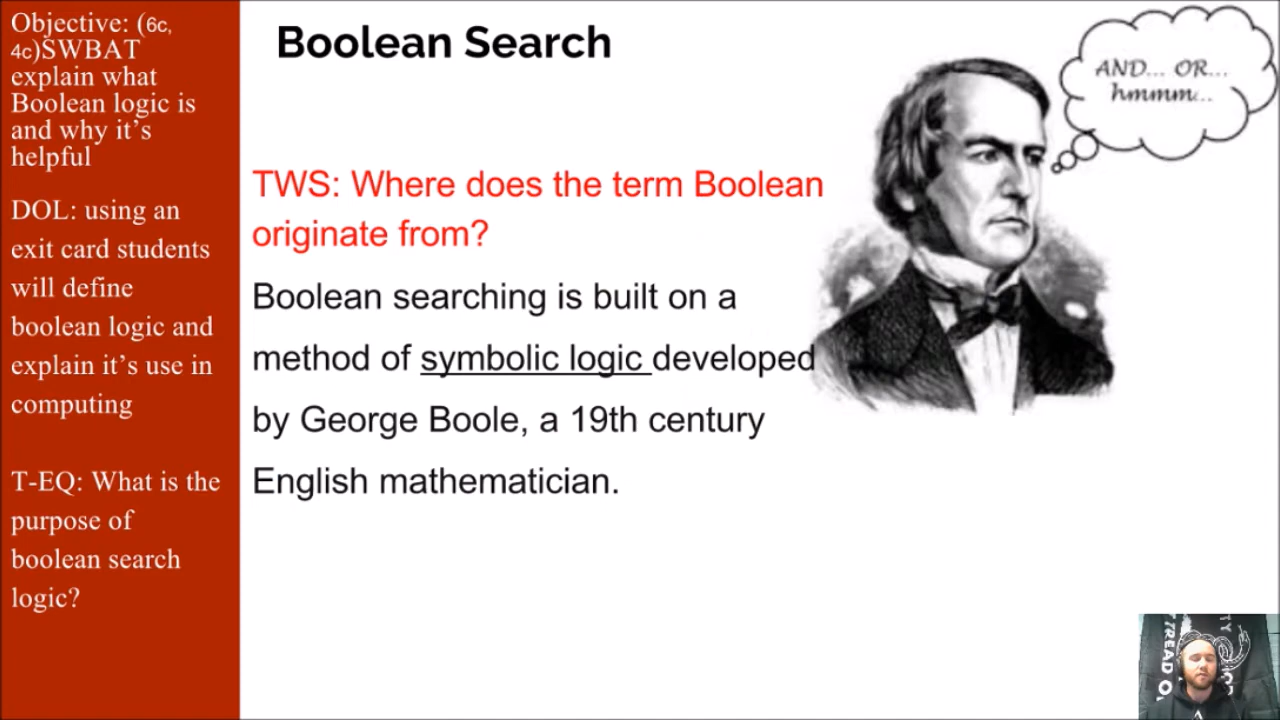 Objective: (6c,
4c)SWBAT
explain what
Boolean logic is
and why it’s
helpful
DOL: using an
exit card students
will define
boolean logic and
explain it’s use in
computing
T-EQ: What is the
purpose of
boolean search
logic?
Boolean Search
TWS: Where does the term Boolean
originate from?
Boolean searching is built on a
method of symbolic logic developed
by George Boole, a 19th century
English mathematician.
AND... OR...
hmmm...
TREAD